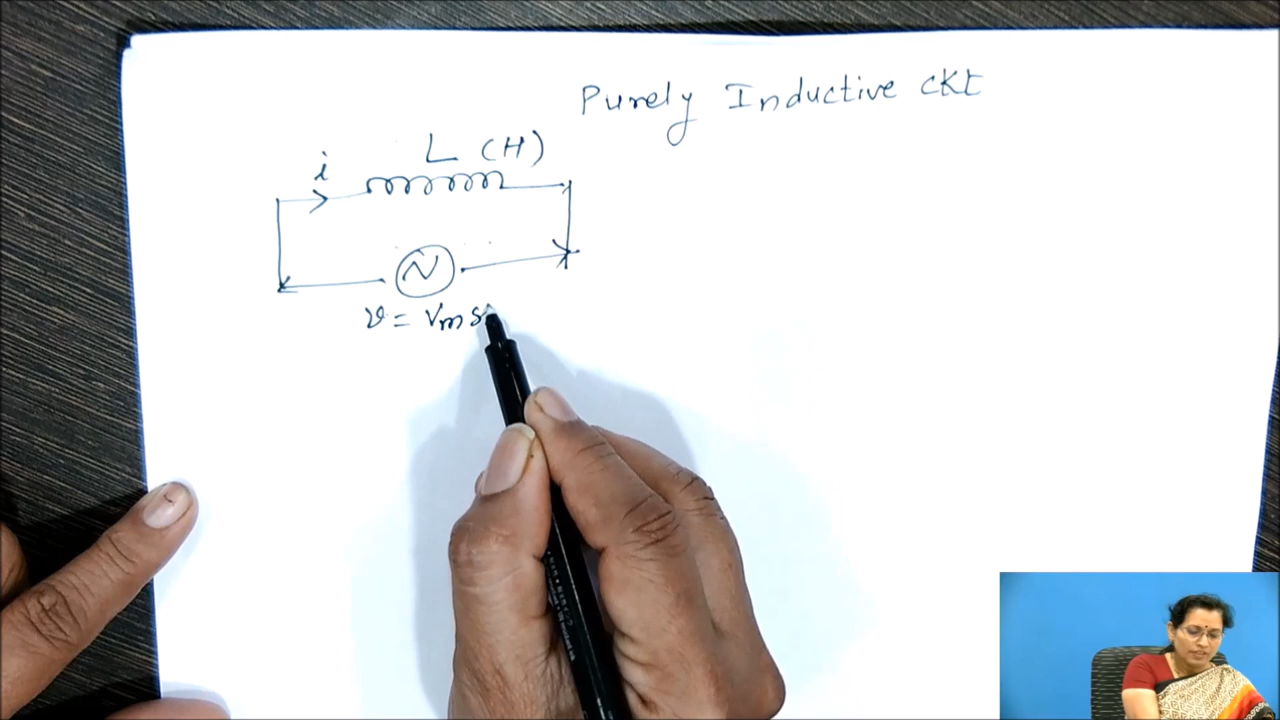 Purely Inductive ckt
L (H)
i
v = Vm s